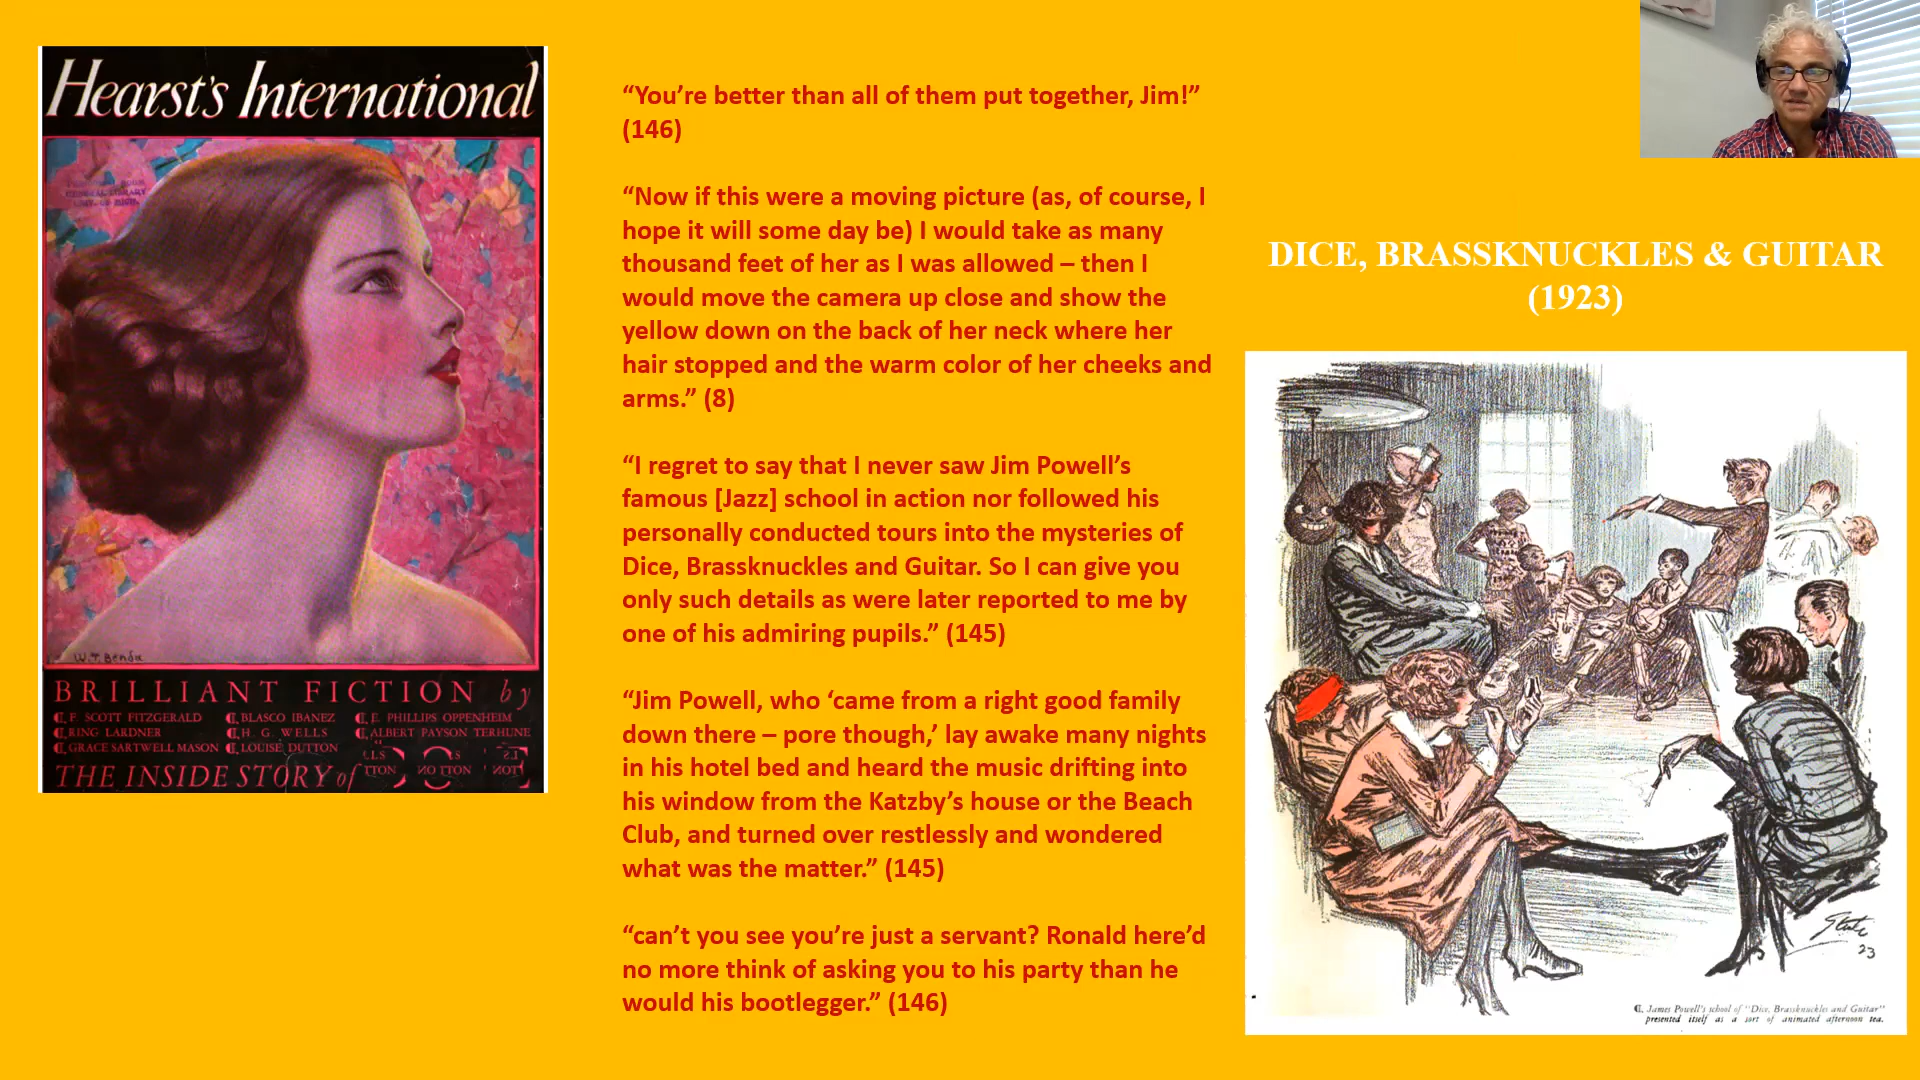 Hearst's International
W.T. Benda
BRILLIANT FICTION by
F. SCOTT FITZGERALD
BLASCO IBANEZ
E. PHILLIPS OPPENHEIM
RING LARDNER
H. G. WELLS
ALBERT PAYSON TERHUNE
GRACE SARTWELL MASON
LOUISE DUTTON
THE INSIDE STORY of
“You’re better than all of them put together, Jim!”
(146)
“Now if this were a moving picture (as, of course, I
hope it will some day be) I would take as many
thousand feet of her as I was allowed – then I
would move the camera up close and show the
yellow down on the back of her neck where her
hair stopped and the warm color of her cheeks and
arms.” (8)
“I regret to say that I never saw Jim Powell’s
famous [Jazz] school in action nor followed his
personally conducted tours into the mysteries of
Dice, Brassknuckles and Guitar. So I can give you
only such details as were later reported to me by
one of his admiring pupils.” (145)
“Jim Powell, who ‘came from a right good family
down there – pore though,’ lay awake many nights
in his hotel bed and heard the music drifting into
his window from the Katzby’s house or the Beach
Club, and turned over restlessly and wondered
what was the matter.” (145)
“can’t you see you’re just a servant? Ronald here’d
no more think of asking you to his party than he
would his bootlegger.” (146)
DICE, BRASSKNUCKLES & GUITAR
(1923)
23
James Powell's school of "Dice, Brassknuckles and Guitar"
presented itself as a sort of animated afternoon tea.